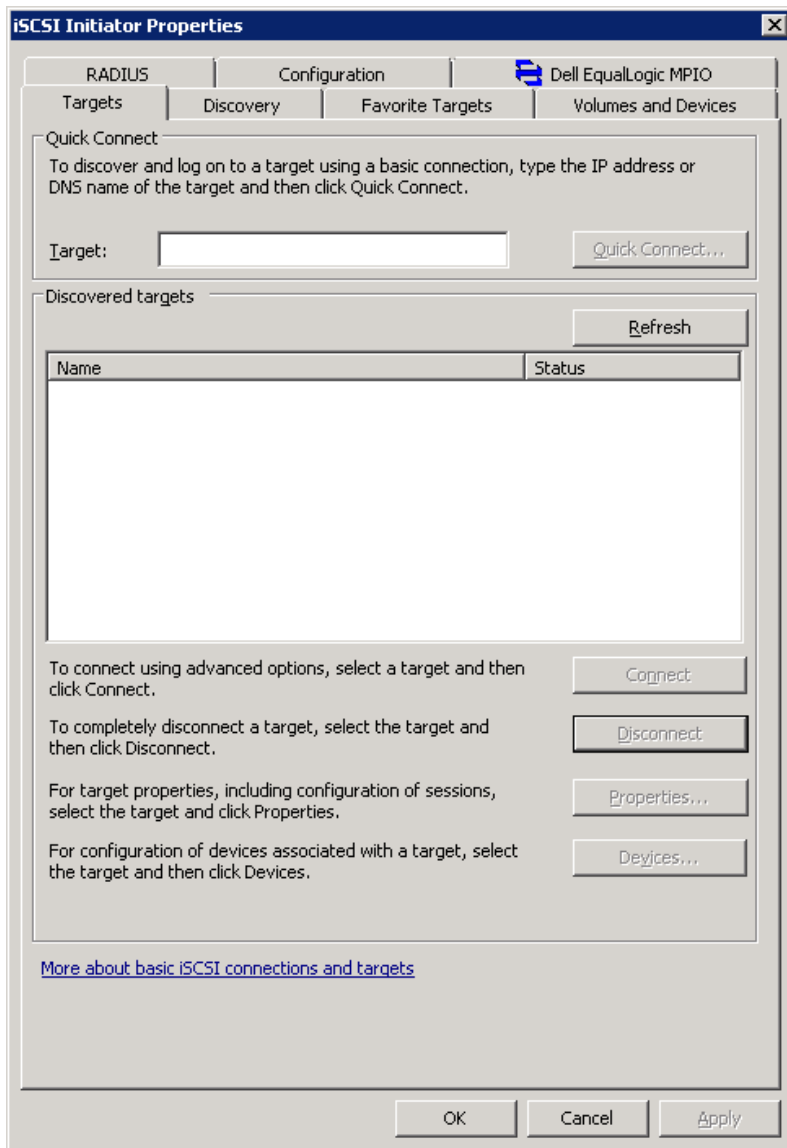 iSCSI Initiator Properties
RADIUS
Configuration
Dell EqualLogic MPIO
Targets
Discovery
Favorite Targets
Volumes and Devices
Quick Connect
To discover and log on to a target using a basic connection, type the IP address or
DNS name of the target and then click Quick Connect.
Target:
Quick Connect...
Discovered targets
Refresh
Name
Status
To connect using advanced options, select a target and then
click Connect.
Connect
To completely disconnect a target, select the target and
then click Disconnect.
Disconnect
For target properties, including configuration of sessions,
select the target and click Properties.
Properties...
For configuration of devices associated with a target, select
the target and then click Devices.
Devices...
More about basic iSCSI connections and targets
OK
Cancel
Apply